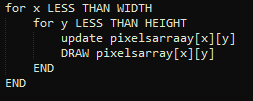 for x LESS THAN WIDTH
for y LESS THAN HEIGHT
update pixelsarraay[x][y]
DRAW pixelsarray[x][y]
END
END